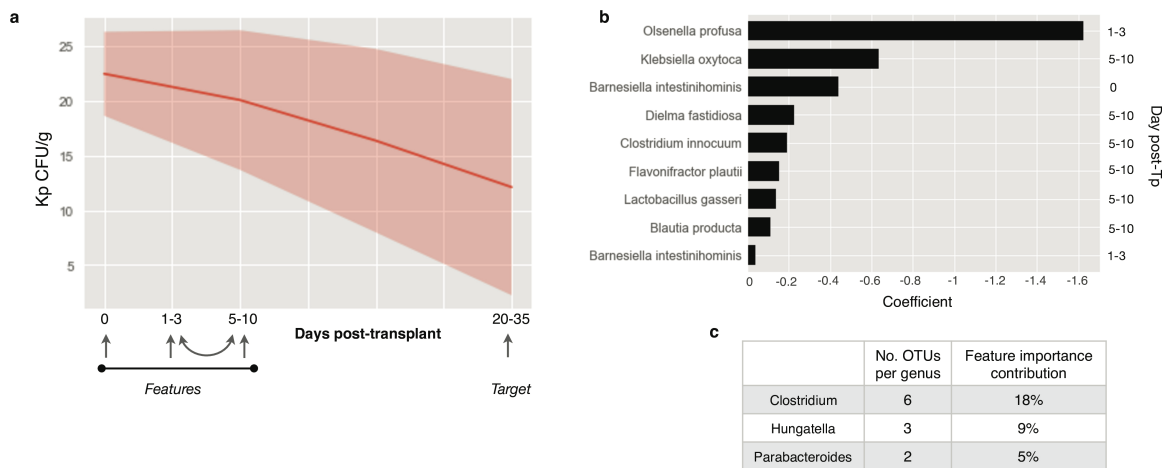 a
Kp CFU/g
25
20
15
10
5
0 1-3 5-10 20-35
Days post-transplant
Features
Target
b
Olsenella profusa 1-3
Klebsiella oxytoca 5-10
Barnesiella intestinihominis 0
Dielma fastidiosa 5-10
Clostridium innocuum 5-10
Flavonifractor plautii 5-10
Lactobacillus gasseri 5-10
Blautia producta 5-10
Barnesiella intestinihominis 1-3
Day post-Tp
0 -0.2 -0.4 -0.6 -0.8 -1 -1.2 -1.4 -1.6
Coefficient
c
No. OTUs per genus
Feature importance contribution
Clostridium 6 18%
Hungatella 3 9%
Parabacteroides 2 5%